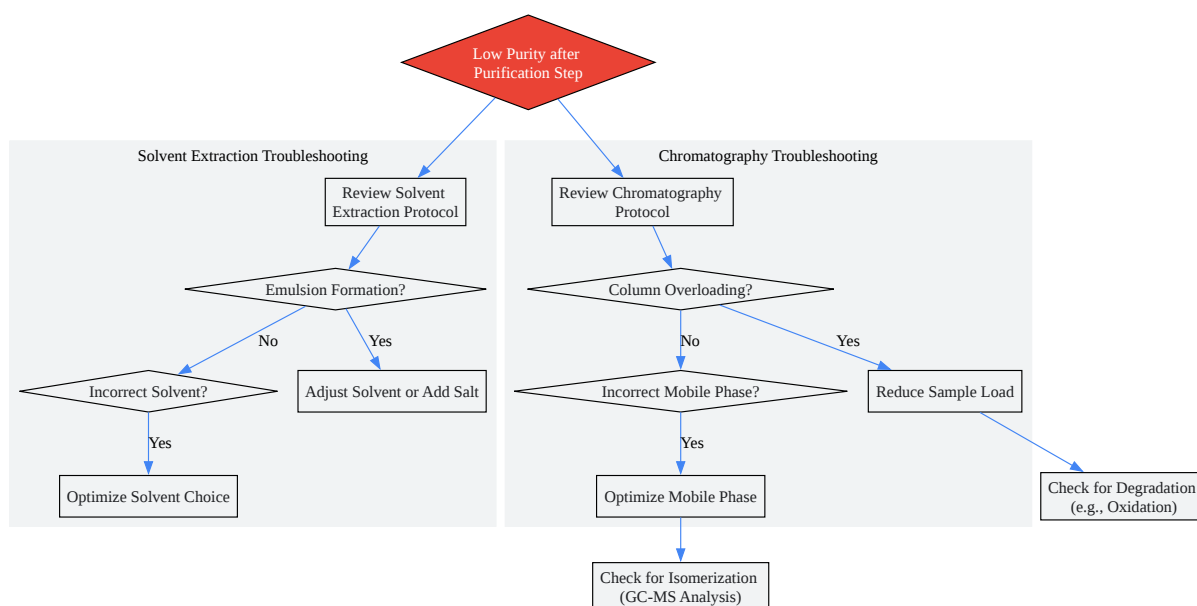 Low Purity after
Purification Step
Solvent Extraction Troubleshooting
Chromatography Troubleshooting
Review Solvent
Extraction Protocol
Review Chromatography
Protocol
Emulsion Formation?
Column Overloading?
No
Yes
No
Yes
Incorrect Solvent?
Adjust Solvent or Add Salt
Incorrect Mobile Phase?
Reduce Sample Load
Yes
Yes
Optimize Solvent Choice
Optimize Mobile Phase
Check for Degradation
(e.g., Oxidation)
Check for Isomerization
(GC-MS Analysis)